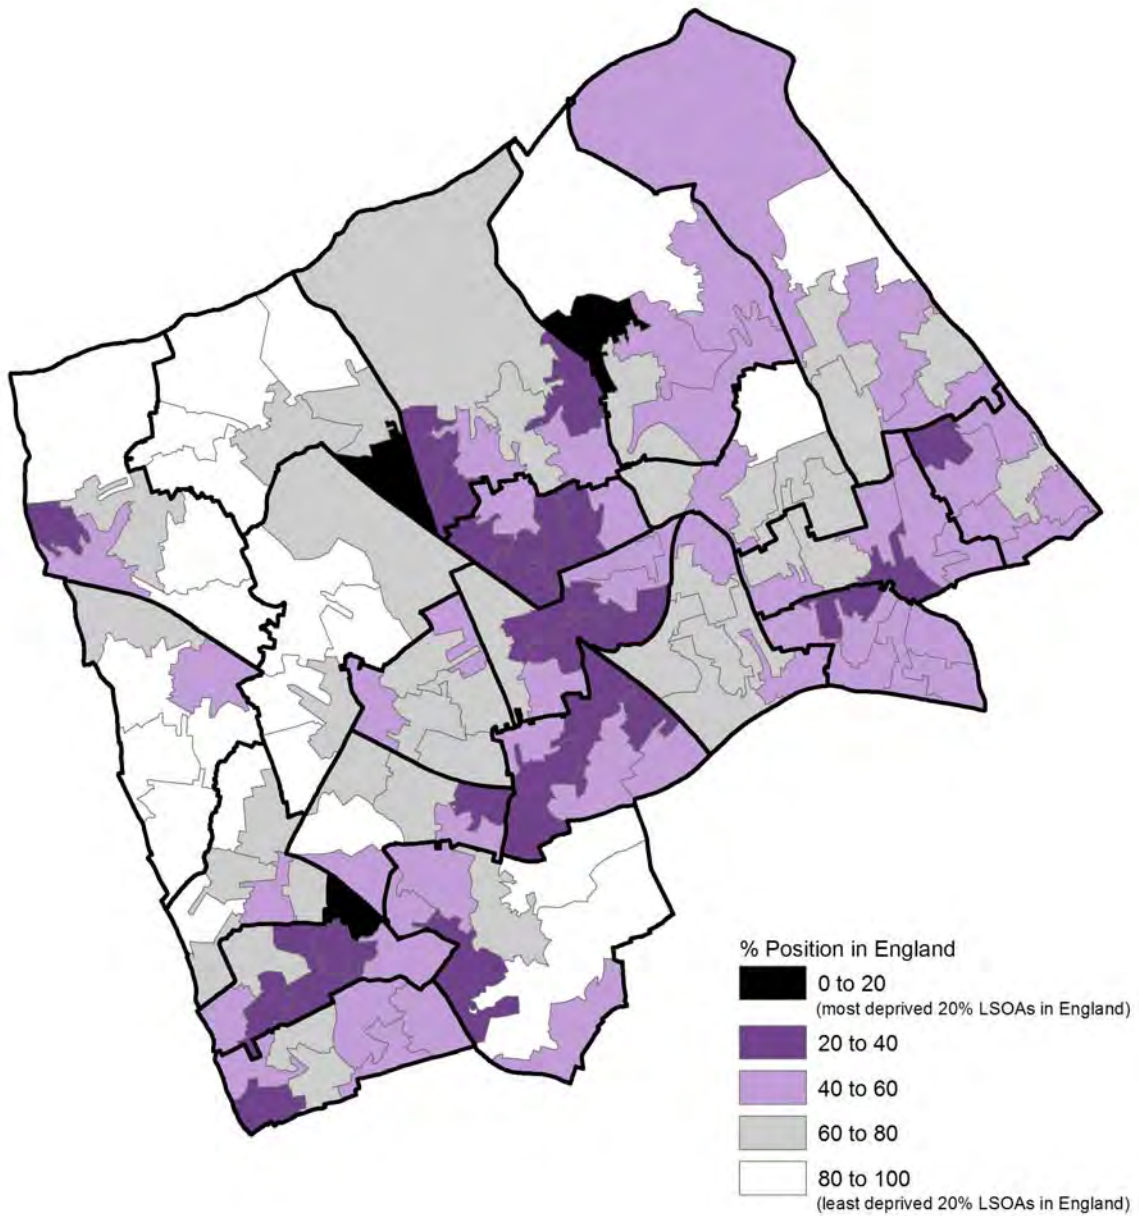 % Position in England
0 to 20
(most deprived 20% LSOAs in England)
20 to 40
40 to 60
60 to 80
80 to 100
(least deprived 20% LSOAs in England)